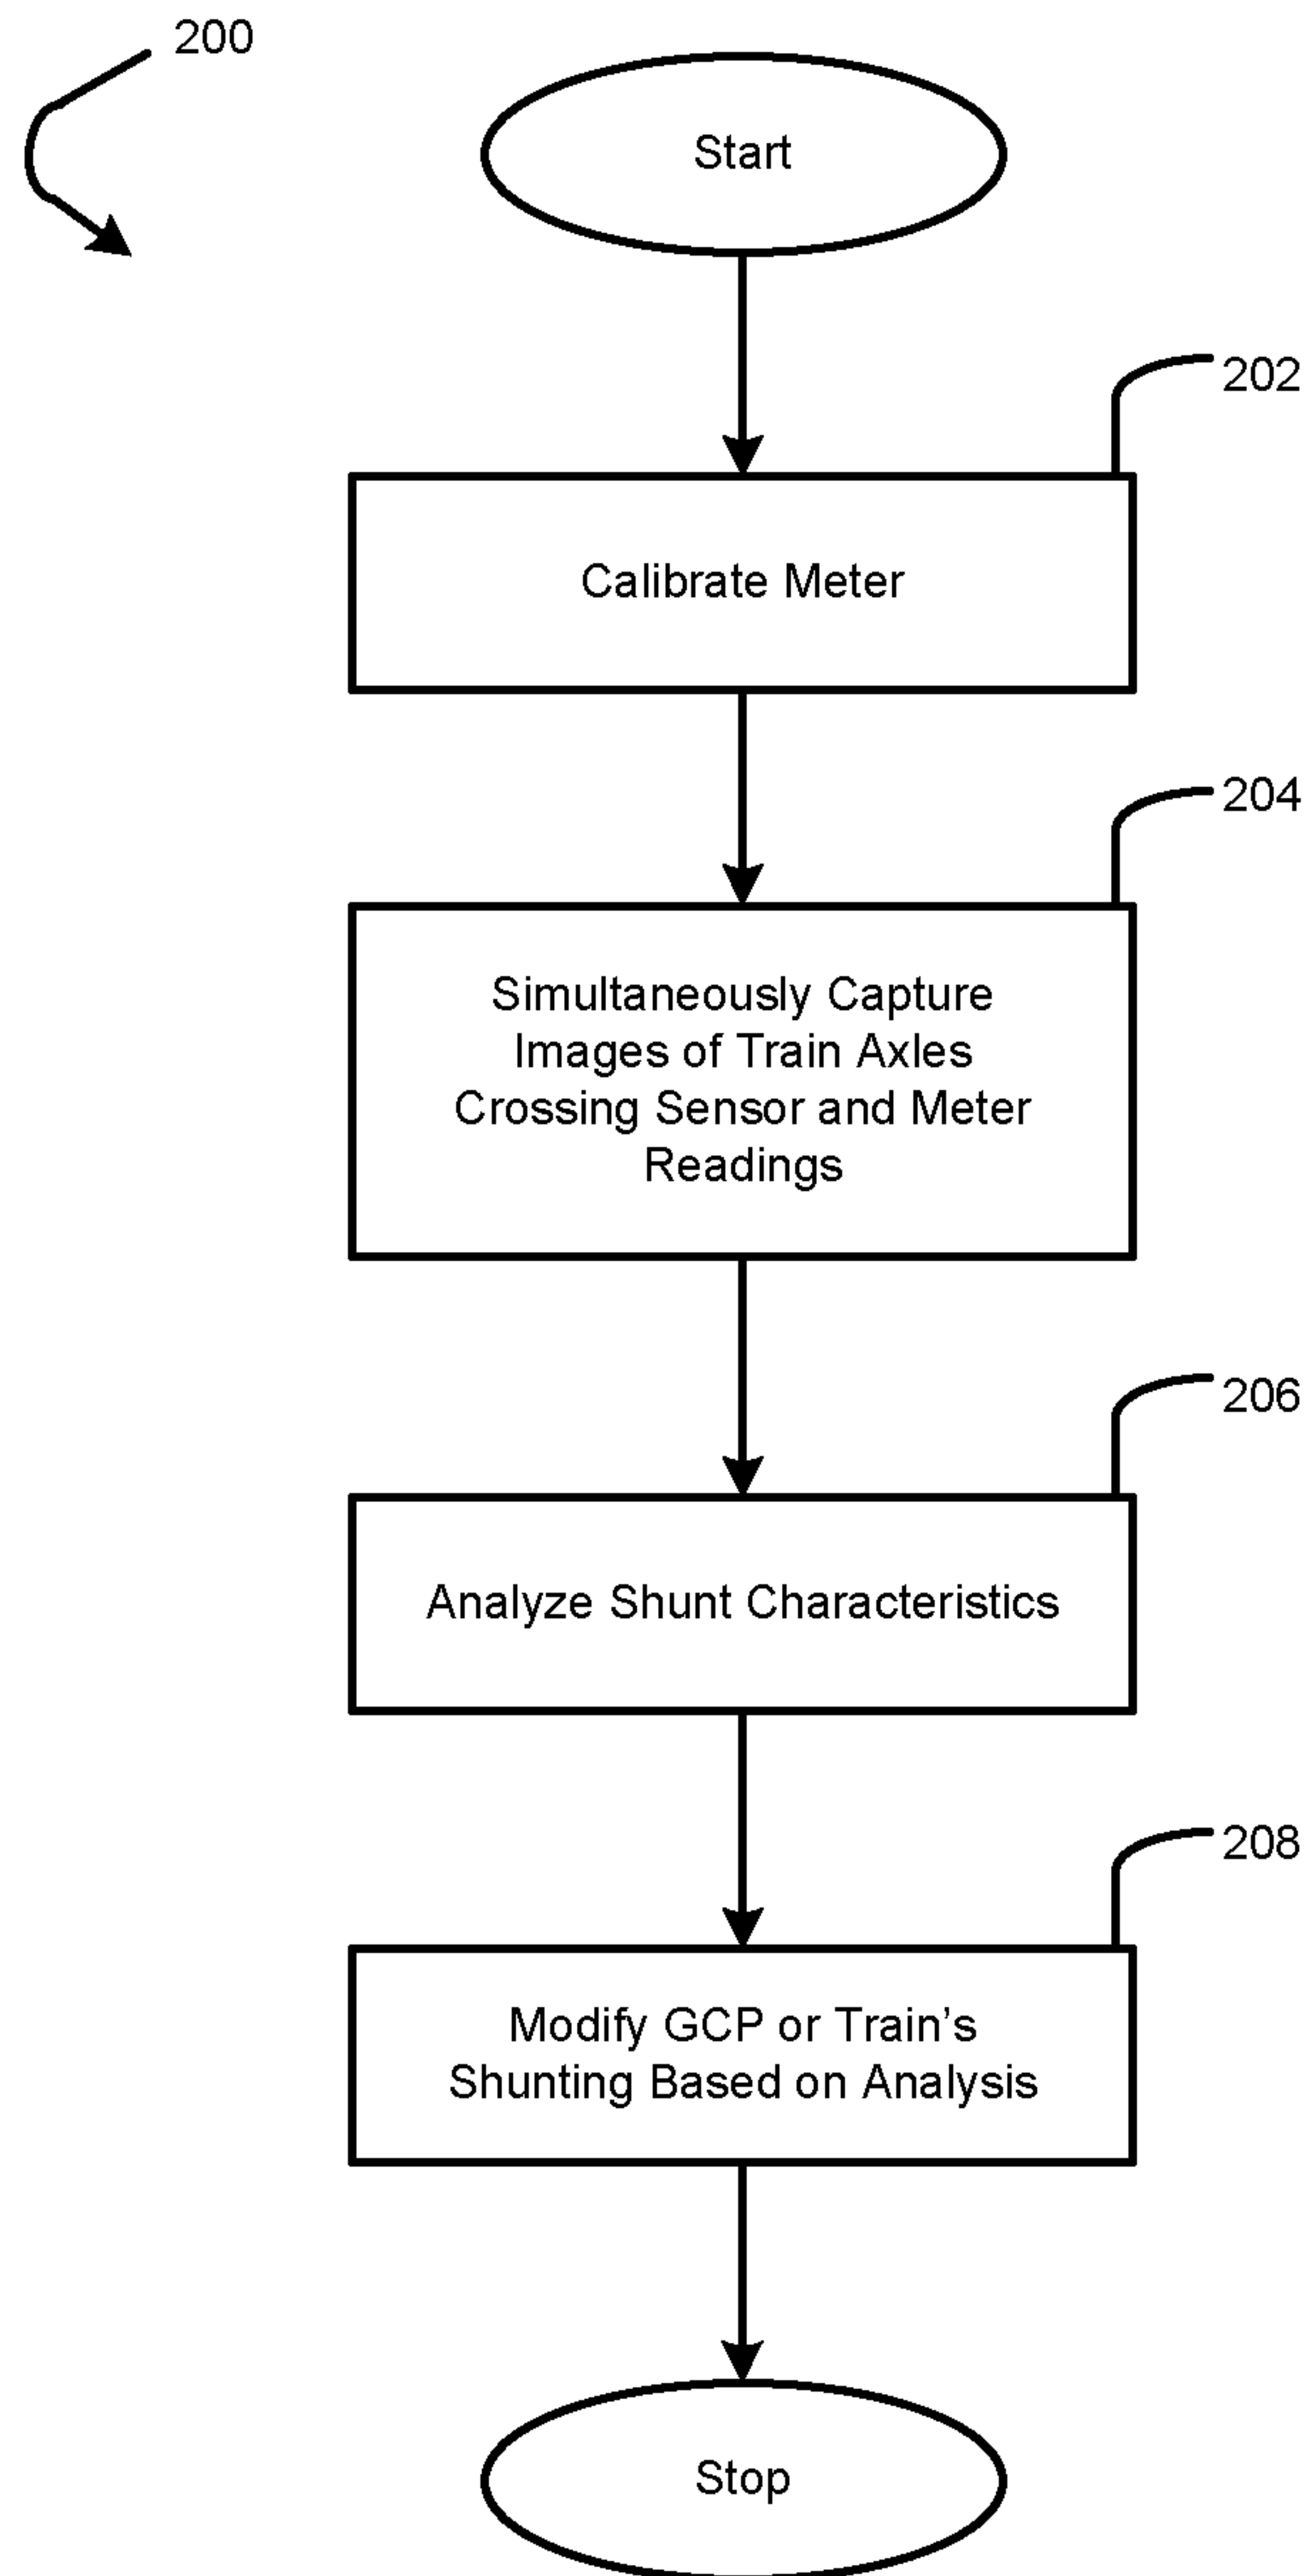 200
Start
202
Calibrate Meter
204
Simultaneously Capture
Images of Train Axles
Crossing Sensor and Meter
Readings
206
Analyze Shunt Characteristics
208
Modify GCP or Train's
Shunting Based on Analysis
Stop